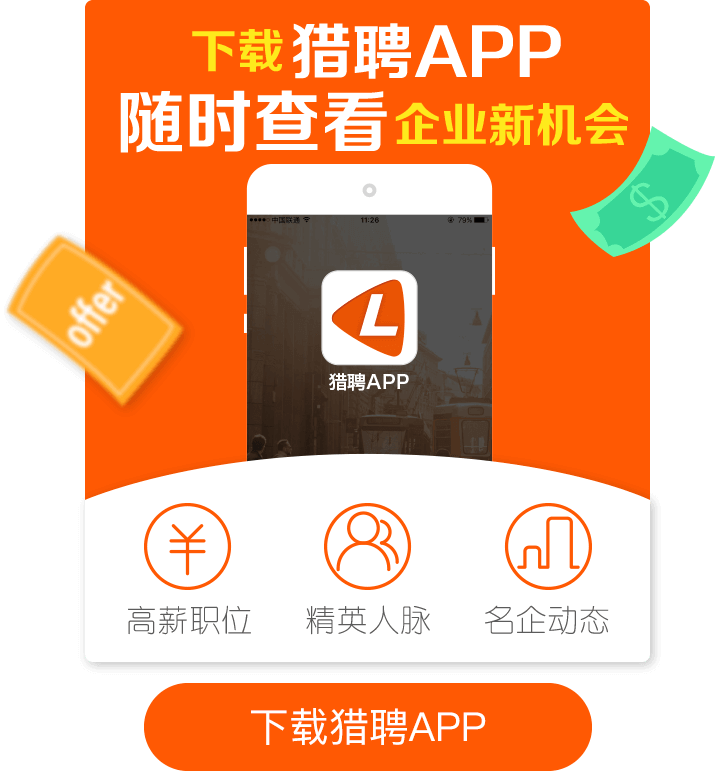 下载猎聘APP
随时查看企业新机会
中国联通 11:26 79%
$
offer
L
猎聘APP
¥
高薪职位 精英人脉 名企动态
下载猎聘APP